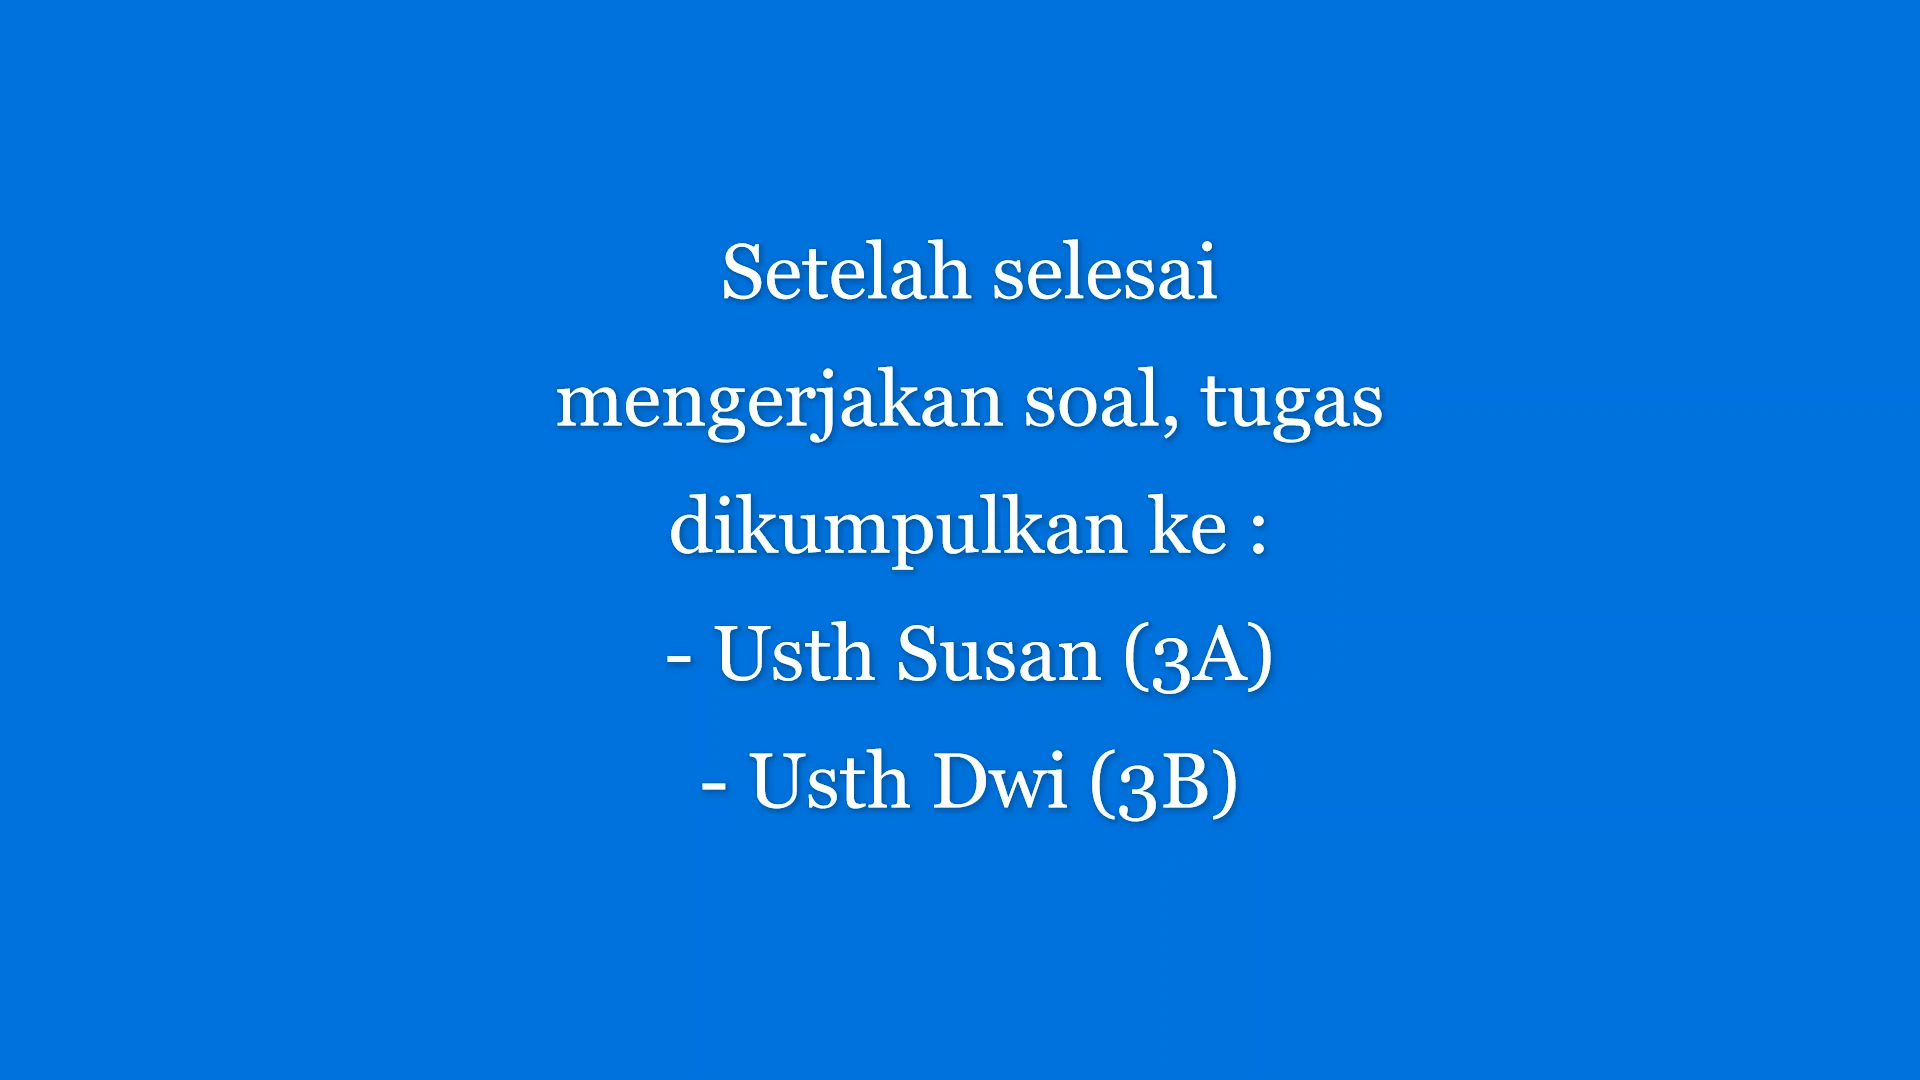 Setelah selesai
mengerjakan soal, tugas
dikumpulkan ke :
- Usth Susan (3A)
- Usth Dwi (3B)